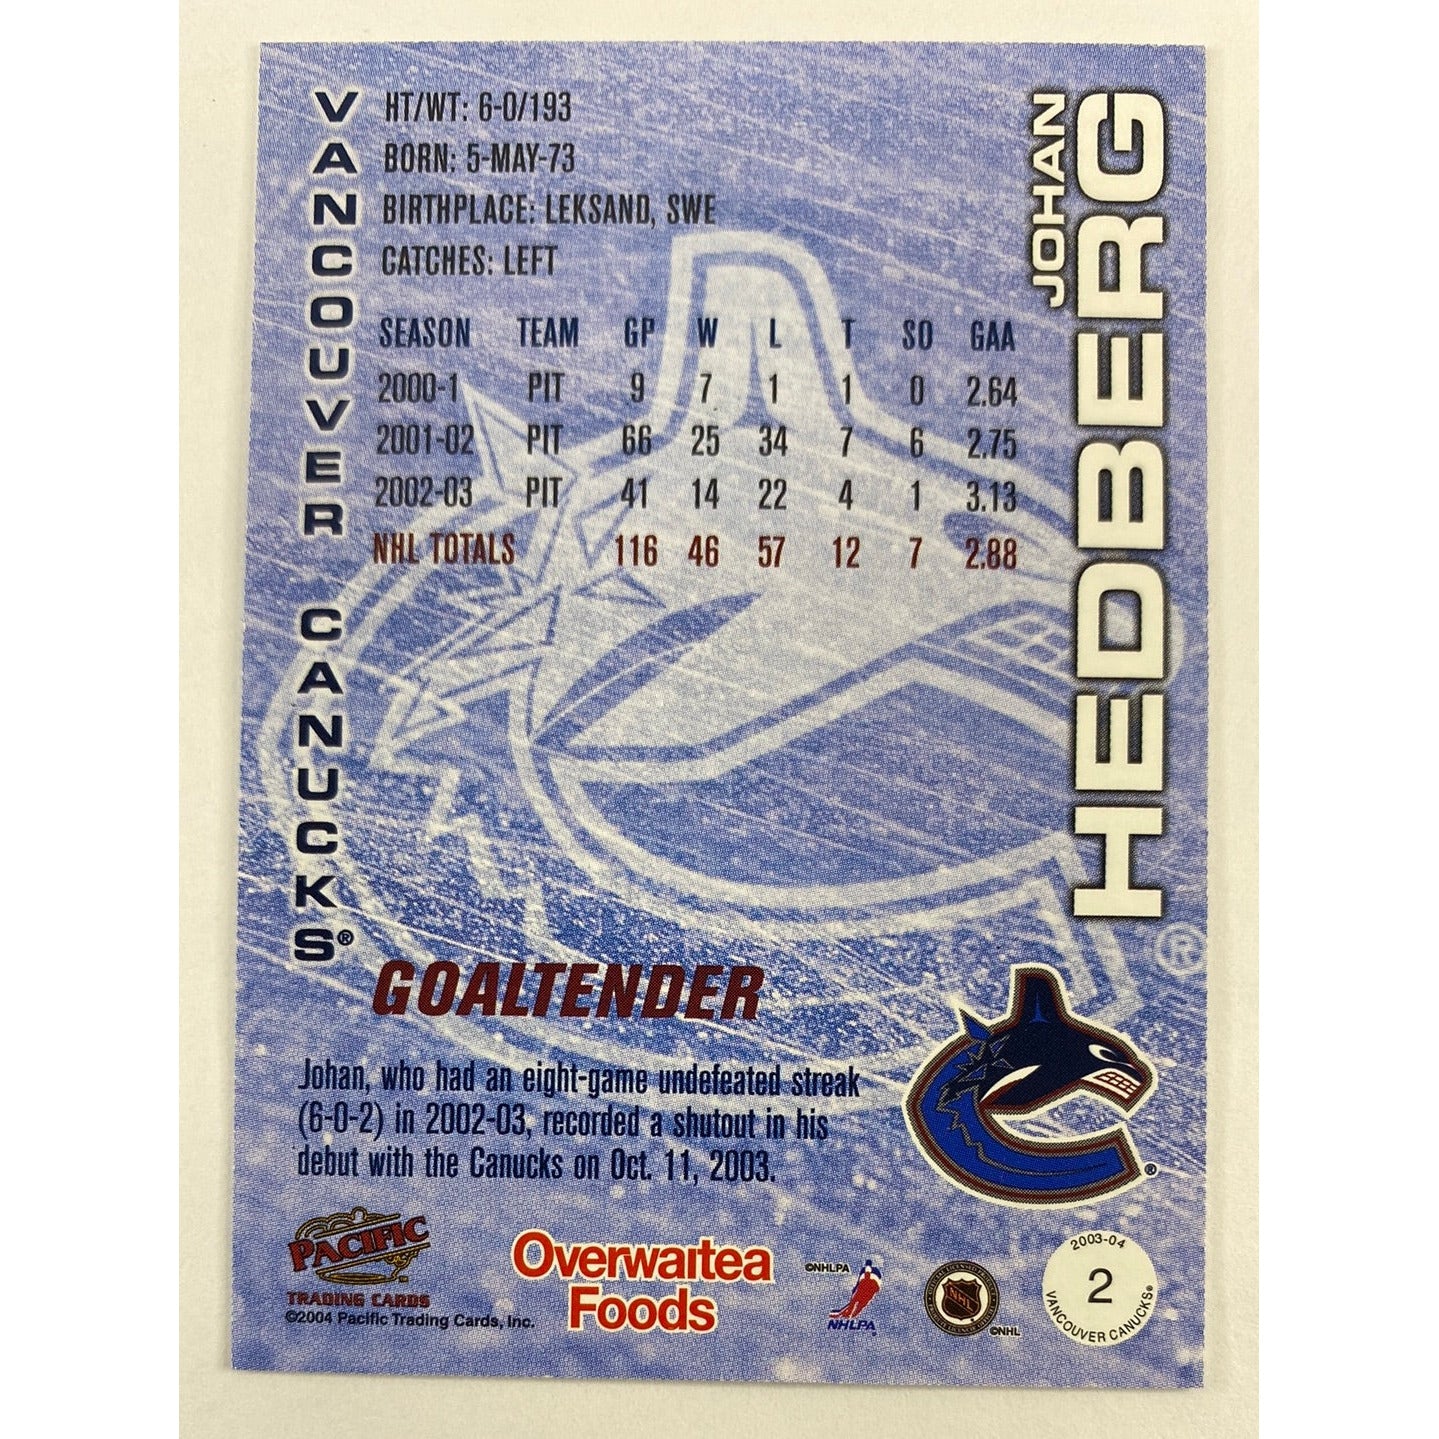 VANCOUVER CANUCKS®
HT/WT: 6-0/193
BORN: 5-MAY-73
BIRTHPLACE: LEKSAND, SWE
CATCHES: LEFT
JOHAN
HEDBERG
SEASON TEAM GP W L T SO GAA
2000-1 PIT 9 7 1 1 0 2.64
2001-02 PIT 66 25 34 7 6 2.75
2002-03 PIT 41 14 22 4 1 3.13
NHL TOTALS 116 46 57 12 7 2.88
®
GOALTENDER
Johan, who had an eight-game undefeated streak
(6-0-2) in 2002-03, recorded a shutout in his
debut with the Canucks on Oct. 11, 2003.
®
PACIFIC
TRADING CARDS
©2004 Pacific Trading Cards, Inc.
Overwaitea
Foods
©NHLPA
NHLPA
NHL
©NHL
2003-04
2
VANCOUVER CANUCKS®